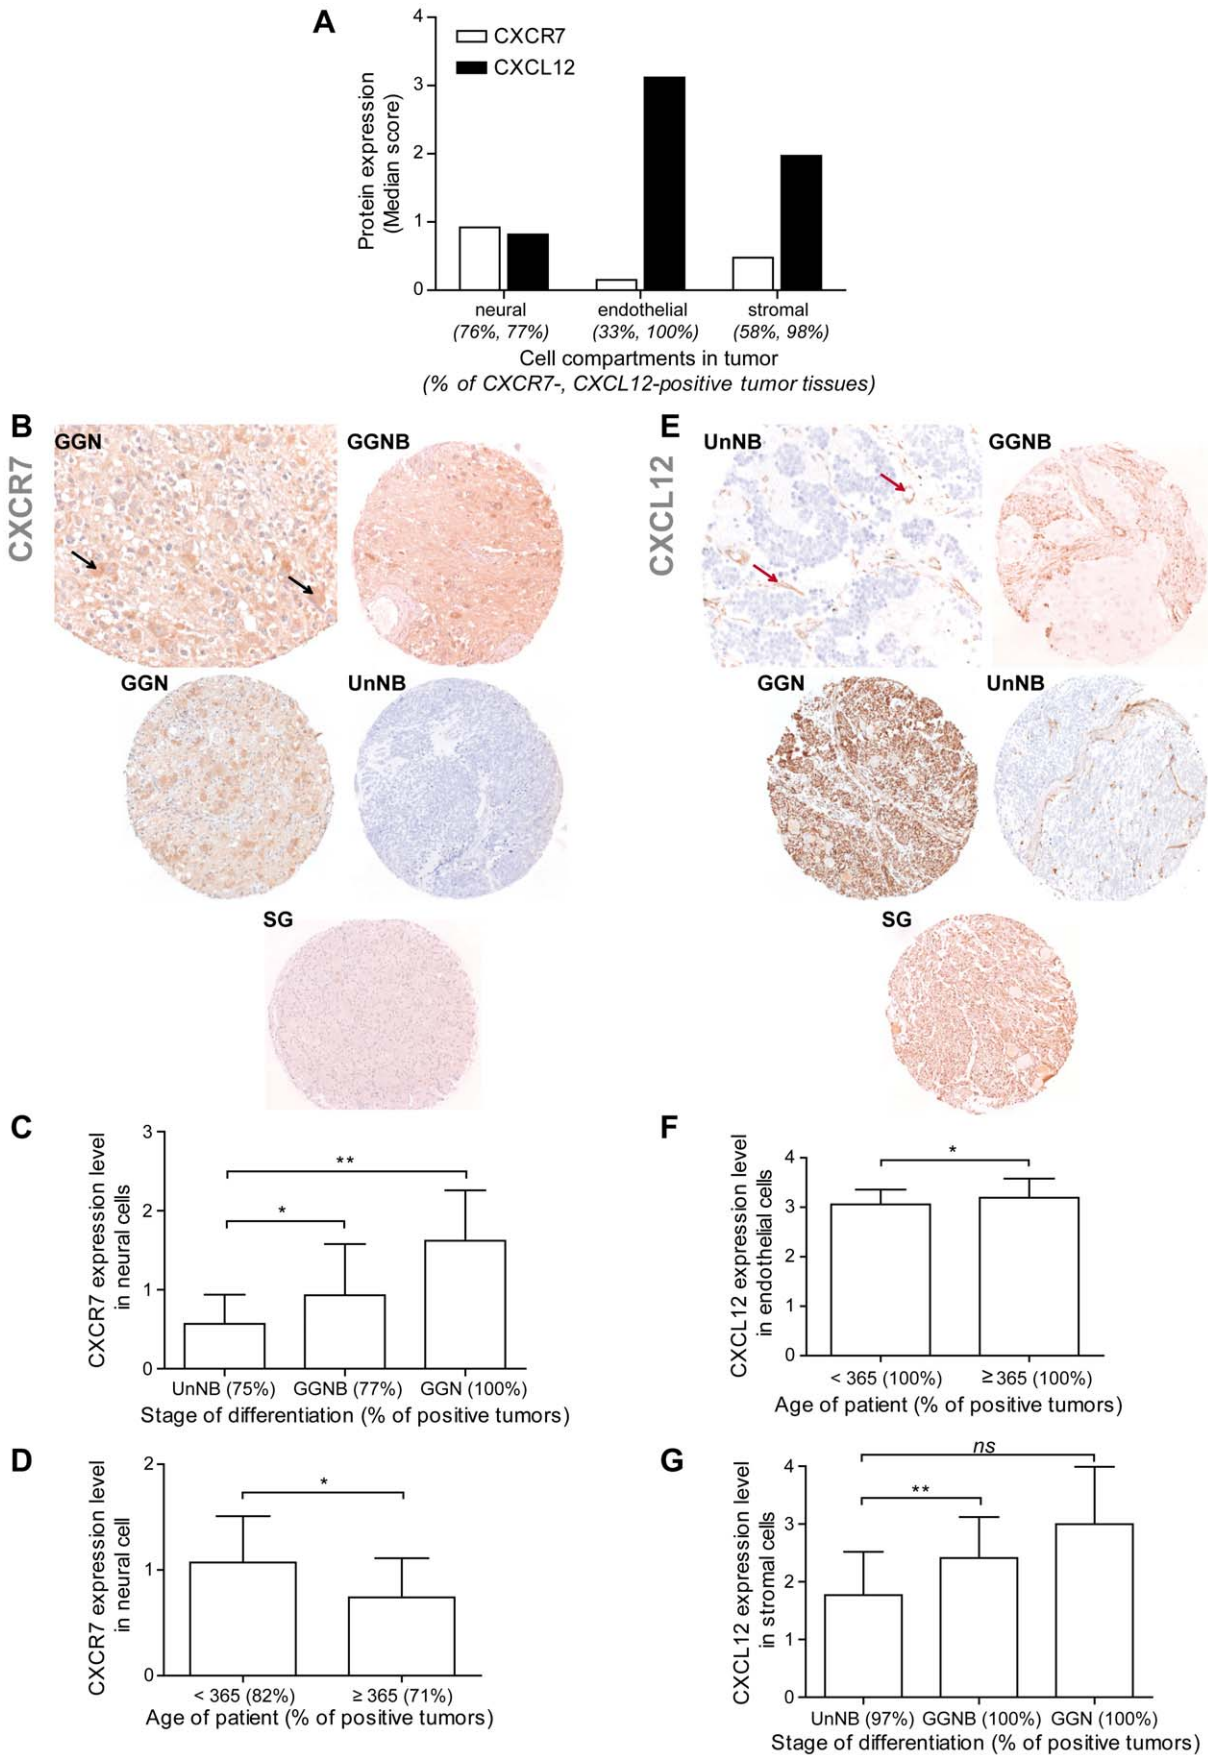 A
4
3
2
1
0
CXCR7
CXCL12
Protein expression
(Median score)
neural endothelial stromal
(76%, 77%) (33%, 100%) (58%, 98%)
Cell compartments in tumor
(% of CXCR7-, CXCL12-positive tumor tissues)
B
CXCR7
GGN
GGNB
GGN
UnNB
SG
E
CXCL12
UnNB
GGNB
GGN
UnNB
SG
C
CXCR7 expression level
in neural cells
3
2
1
0
**
*
UnNB (75%) GGNB (77%) GGN (100%)
Stage of differentiation (% of positive tumors)
F
CXCL12 expression level
in endothelial cells
4
3
2
1
0
*
< 365 (100%) ≥ 365 (100%)
Age of patient (% of positive tumors)
D
CXCR7 expression level
in neural cell
2
1
0
*
< 365 (82%) ≥ 365 (71%)
Age of patient (% of positive tumors)
G
CXCL12 expression level
in stromal cells
4
3
2
1
0
ns
**
UnNB (97%) GGNB (100%) GGN (100%)
Stage of differentiation (% of positive tumors)